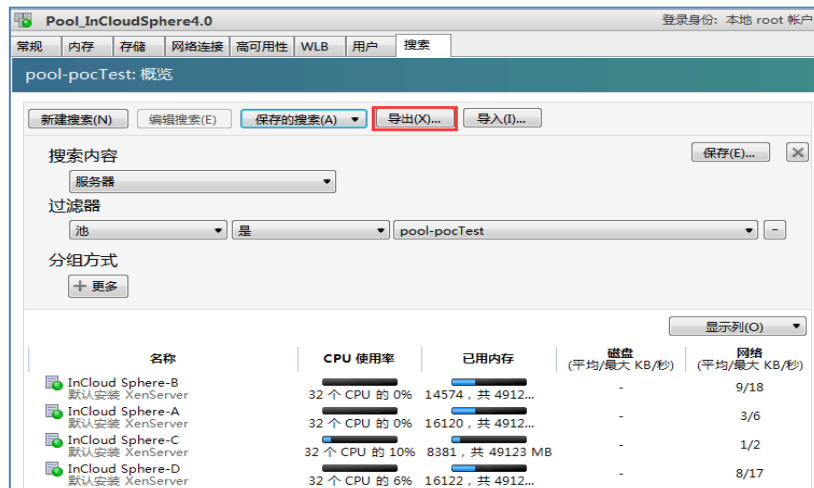 Pool_InCloudSphere4.0 登录身份: 本地 root 帐户
常规 内存 存储 网络连接 高可用性 WLB 用户 搜索
pool-pocTest: 概览
新建搜索(N) 编辑搜索(E) 保存的搜索(A) 导出(X)... 导入(I)...
搜索内容 保存(E)...
服务器
过滤器
池 是 pool-pocTest
分组方式
更多
显示列(O)
名称 CPU 使用率 已用内存 磁盘 网络
(平均/最大 KB/秒) (平均/最大 KB/秒)
InCloud Sphere-B - 9/18
默认安装 XenServer 32 个 CPU 的 0% 14574，共 4912...
InCloud Sphere-A - 3/6
默认安装 XenServer 32 个 CPU 的 0% 16120，共 4912...
InCloud Sphere-C - 1/2
默认安装 XenServer 32 个 CPU 的 10% 8381，共 49123 MB
InCloud Sphere-D - 8/17
默认安装 XenServer 32 个 CPU 的 6% 16122，共 4912...